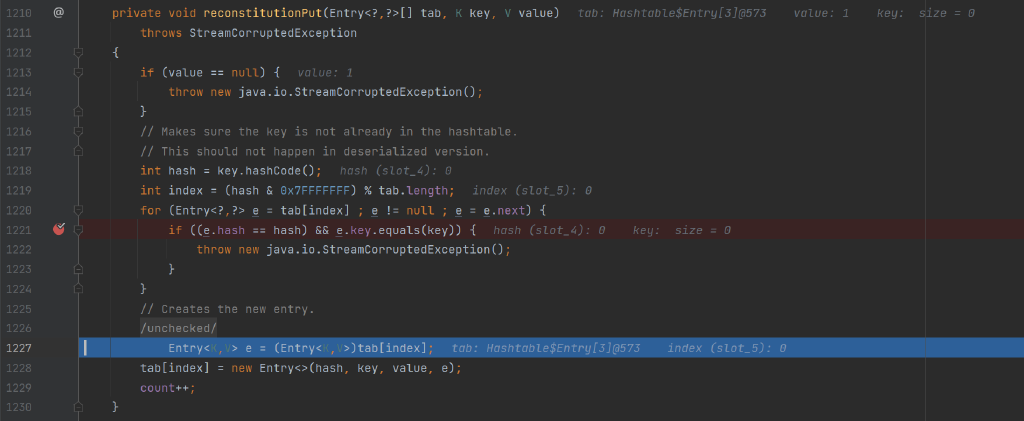 1210 @ private void reconstitutionPut(Entry<?,?>[] tab, K key, V value) tab: Hashtable$Entry[3]@573 value: 1 key: size = 0
1211 throws StreamCorruptedException
1212 {
1213 if (value == null) { value: 1
1214 throw new java.io.StreamCorruptedException();
1215 }
1216 // Makes sure the key is not already in the hashtable.
1217 // This should not happen in deserialized version.
1218 int hash = key.hashCode(); hash (slot_4): 0
1219 int index = (hash & 0x7FFFFFFF) % tab.length; index (slot_5): 0
1220 for (Entry<?,?> e = tab[index] ; e != null ; e = e.next) {
1221 if ((e.hash == hash) && e.key.equals(key)) { hash (slot_4): 0 key: size = 0
1222 throw new java.io.StreamCorruptedException();
1223 }
1224 }
1225 // Creates the new entry.
1226 /unchecked/
1227 Entry<K,V> e = (Entry<K,V>)tab[index]; tab: Hashtable$Entry[3]@573 index (slot_5): 0
1228 tab[index] = new Entry<>(hash, key, value, e);
1229 count++;
1230 }